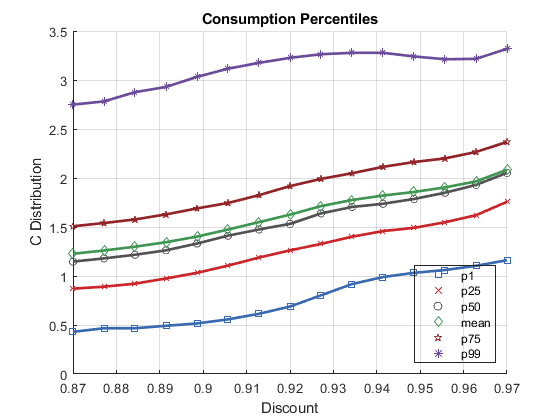 Consumption Percentiles
3.5
3
2.5
2
1.5
1
0.5
0
C Distribution
p1
p25
p50
mean
p75
p99
0.87 0.88 0.89 0.9 0.91 0.92 0.93 0.94 0.95 0.96 0.97
Discount